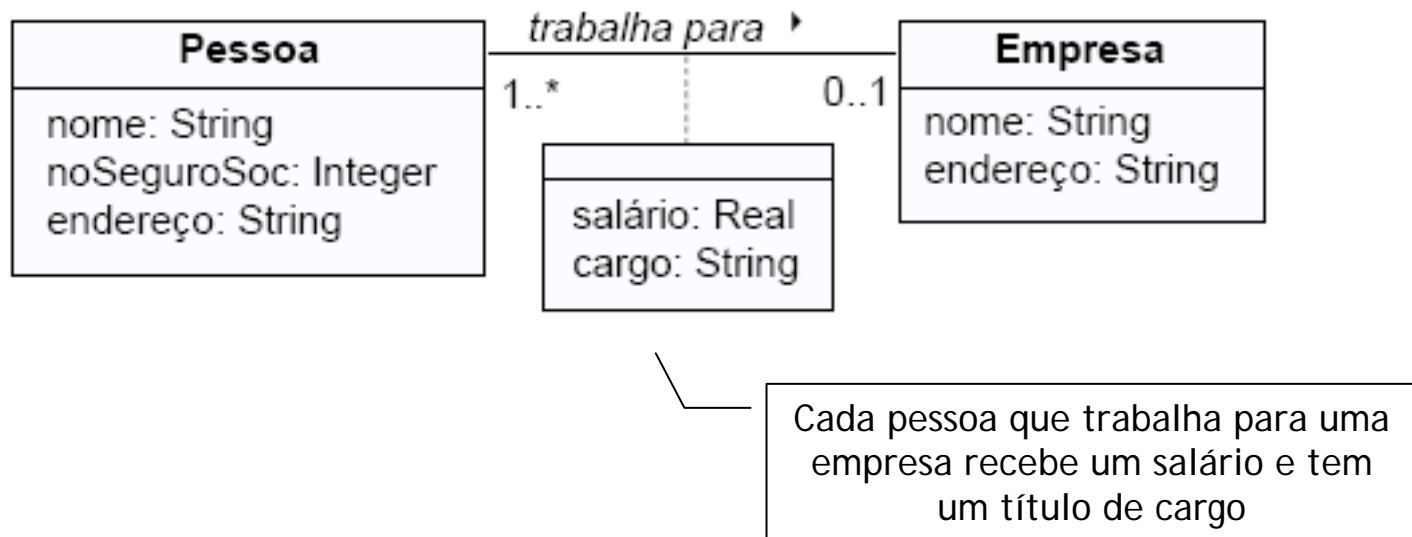 trabalha para
Pessoa
nome: String
noSeguroSoc: Integer
endereço: String
1..*
0..1
Empresa
nome: String
endereço: String
salário: Real
cargo: String
Cada pessoa que trabalha para uma
empresa recebe um salário e tem
um título de cargo